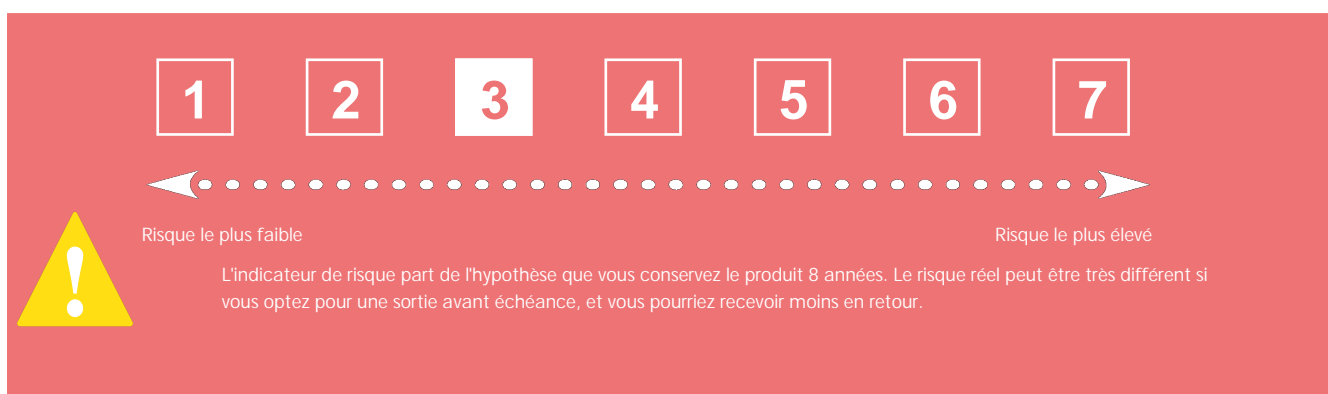 1 2 3 4 5 6 7
Risque le plus faible Risque le plus élevé
!
L'indicateur de risque part de l'hypothèse que vous conservez le produit 8 années. Le risque réel peut être très différent si
vous optez pour une sortie avant échéance, et vous pourriez recevoir moins en retour.